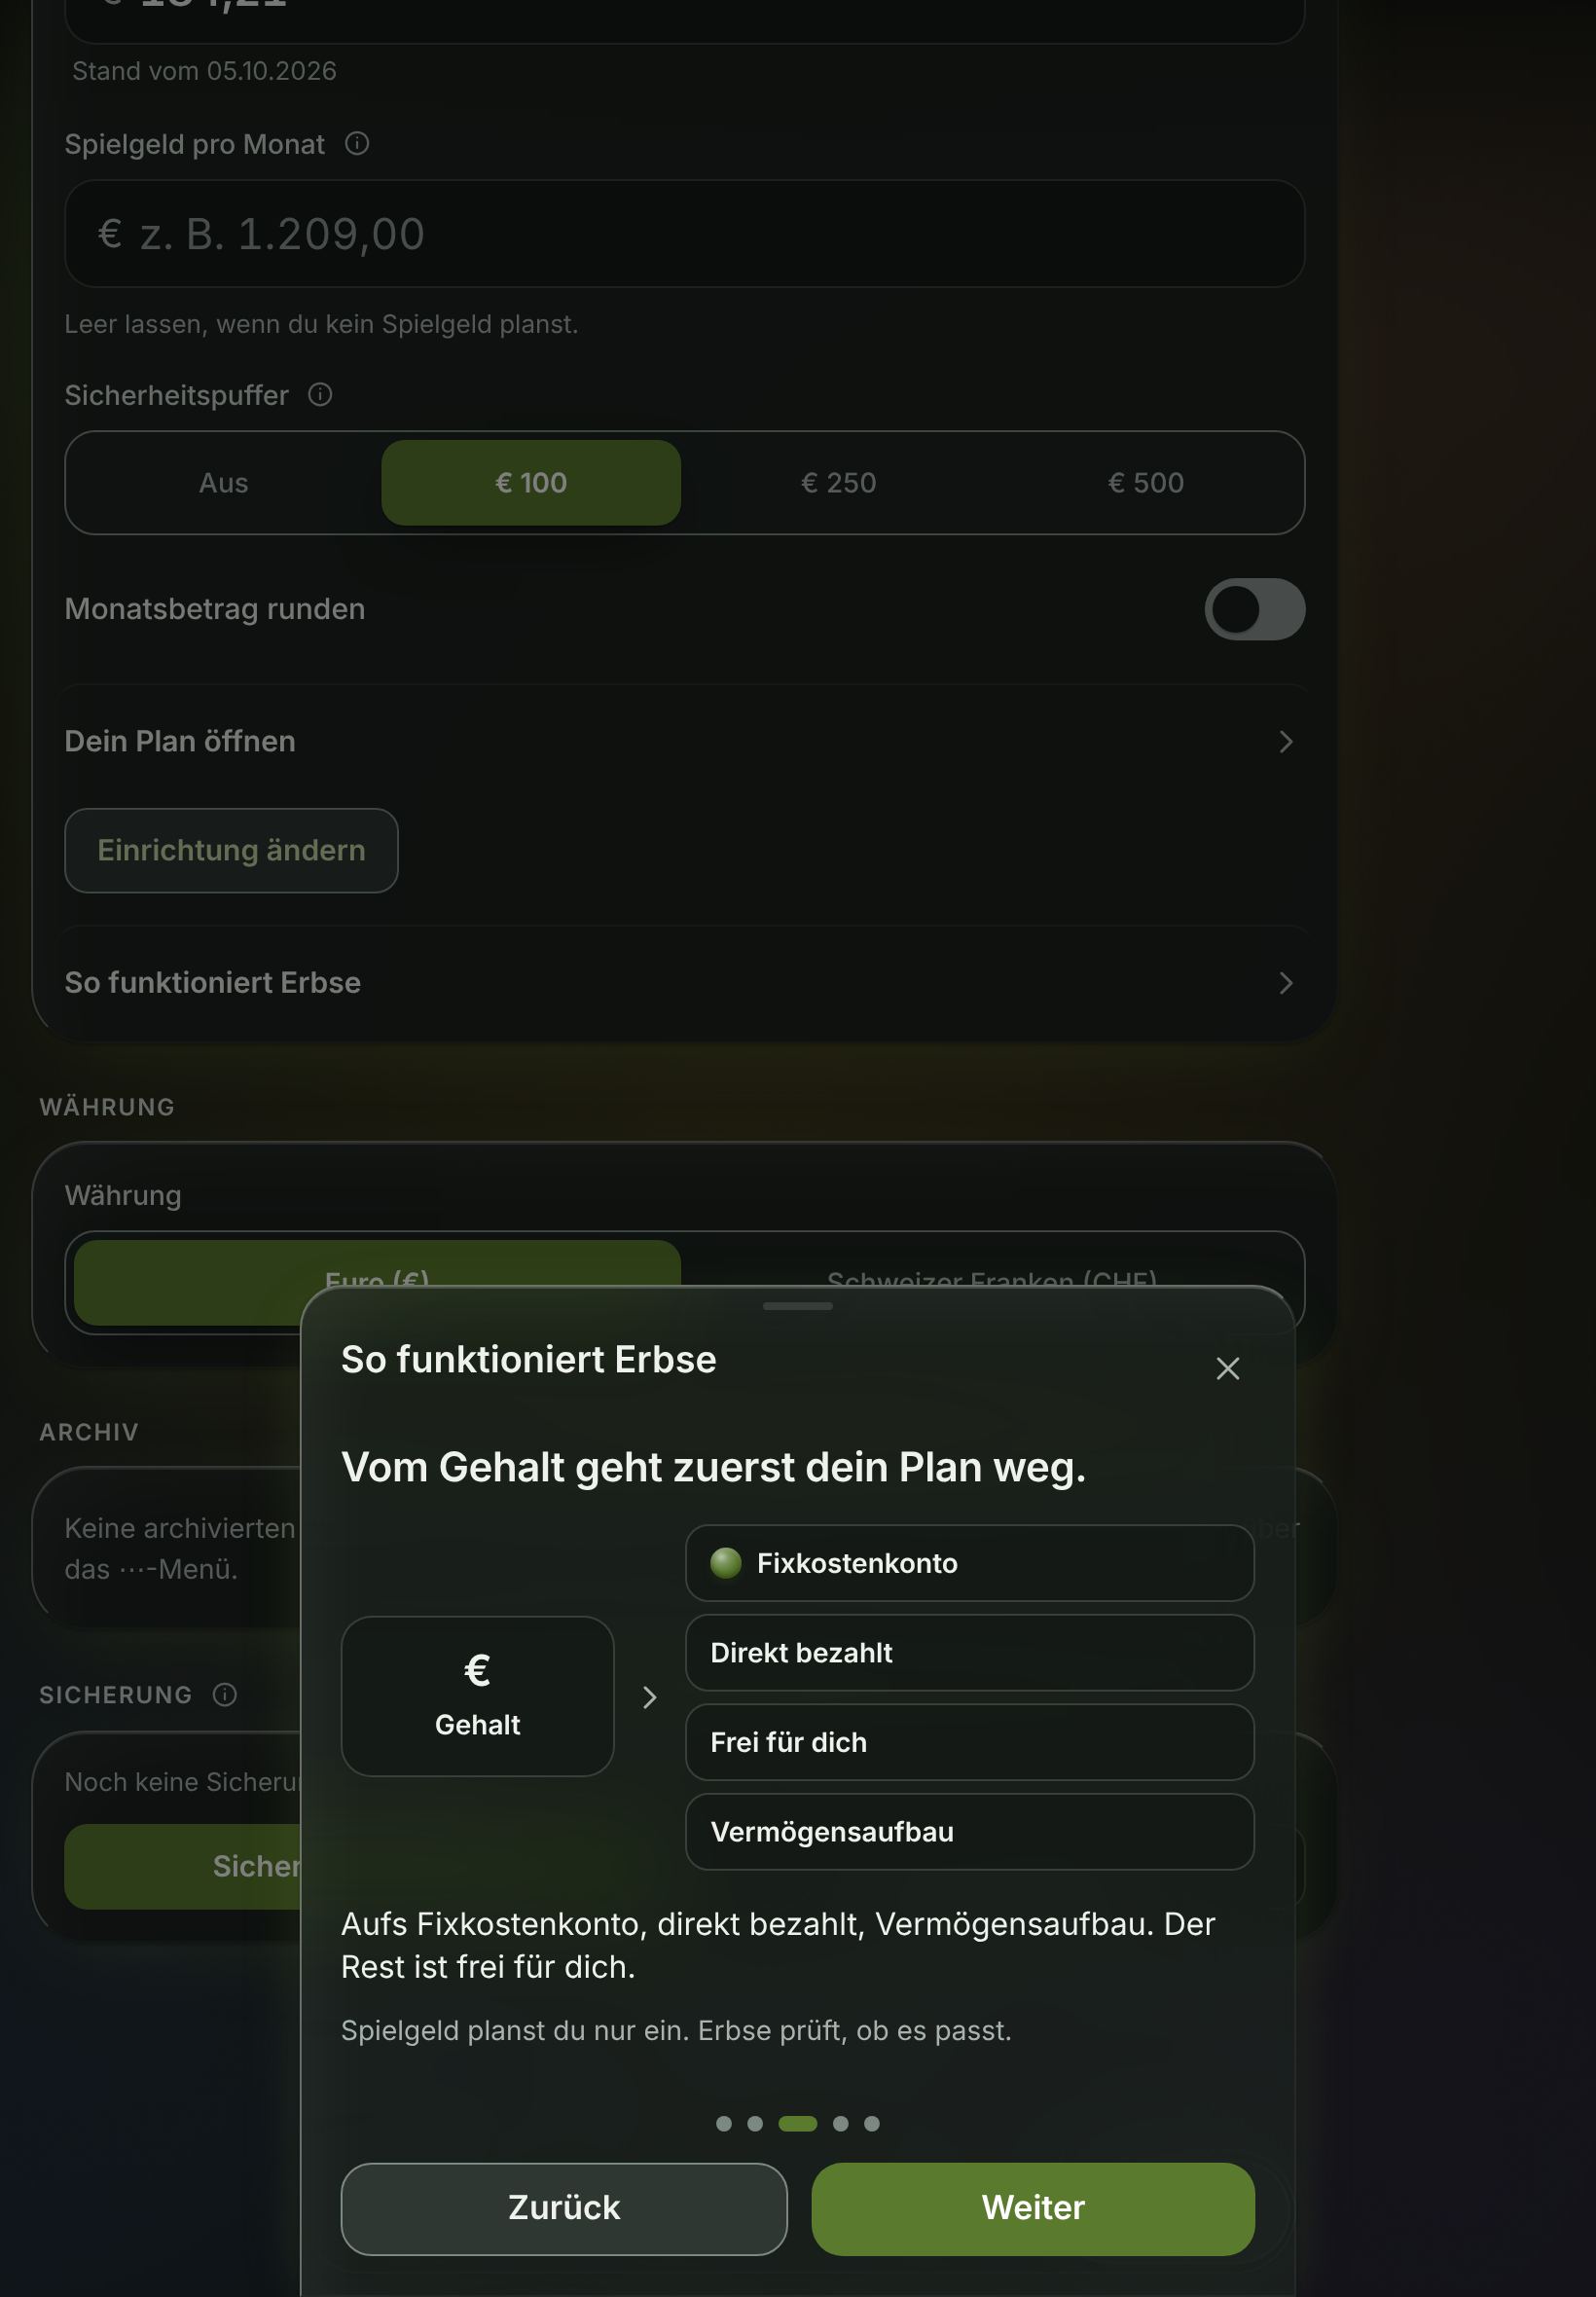 Stand vom 05.10.2026
Spielgeld pro Monat
€ z. B. 1.209,00
Leer lassen, wenn du kein Spielgeld planst.
Sicherheitspuffer
Aus
€ 100
€ 250
€ 500
Monatsbetrag runden
Dein Plan öffnen
Einrichtung ändern
So funktioniert Erbse
WÄHRUNG
Währung
Euro (€)
Schweizer Franken (CHF)
ARCHIV
Keine archivierten
das ···-Menü.
SICHERUNG
Noch keine
So funktioniert Erbse
Vom Gehalt geht zuerst dein Plan weg.
€
Gehalt
Fixkostenkonto
Direkt bezahlt
Frei für dich
Vermögensaufbau
Aufs Fixkostenkonto, direkt bezahlt, Vermögensaufbau. Der
Rest ist frei für dich.
Spielgeld planst du nur ein. Erbse prüft, ob es passt.
Zurück
Weiter